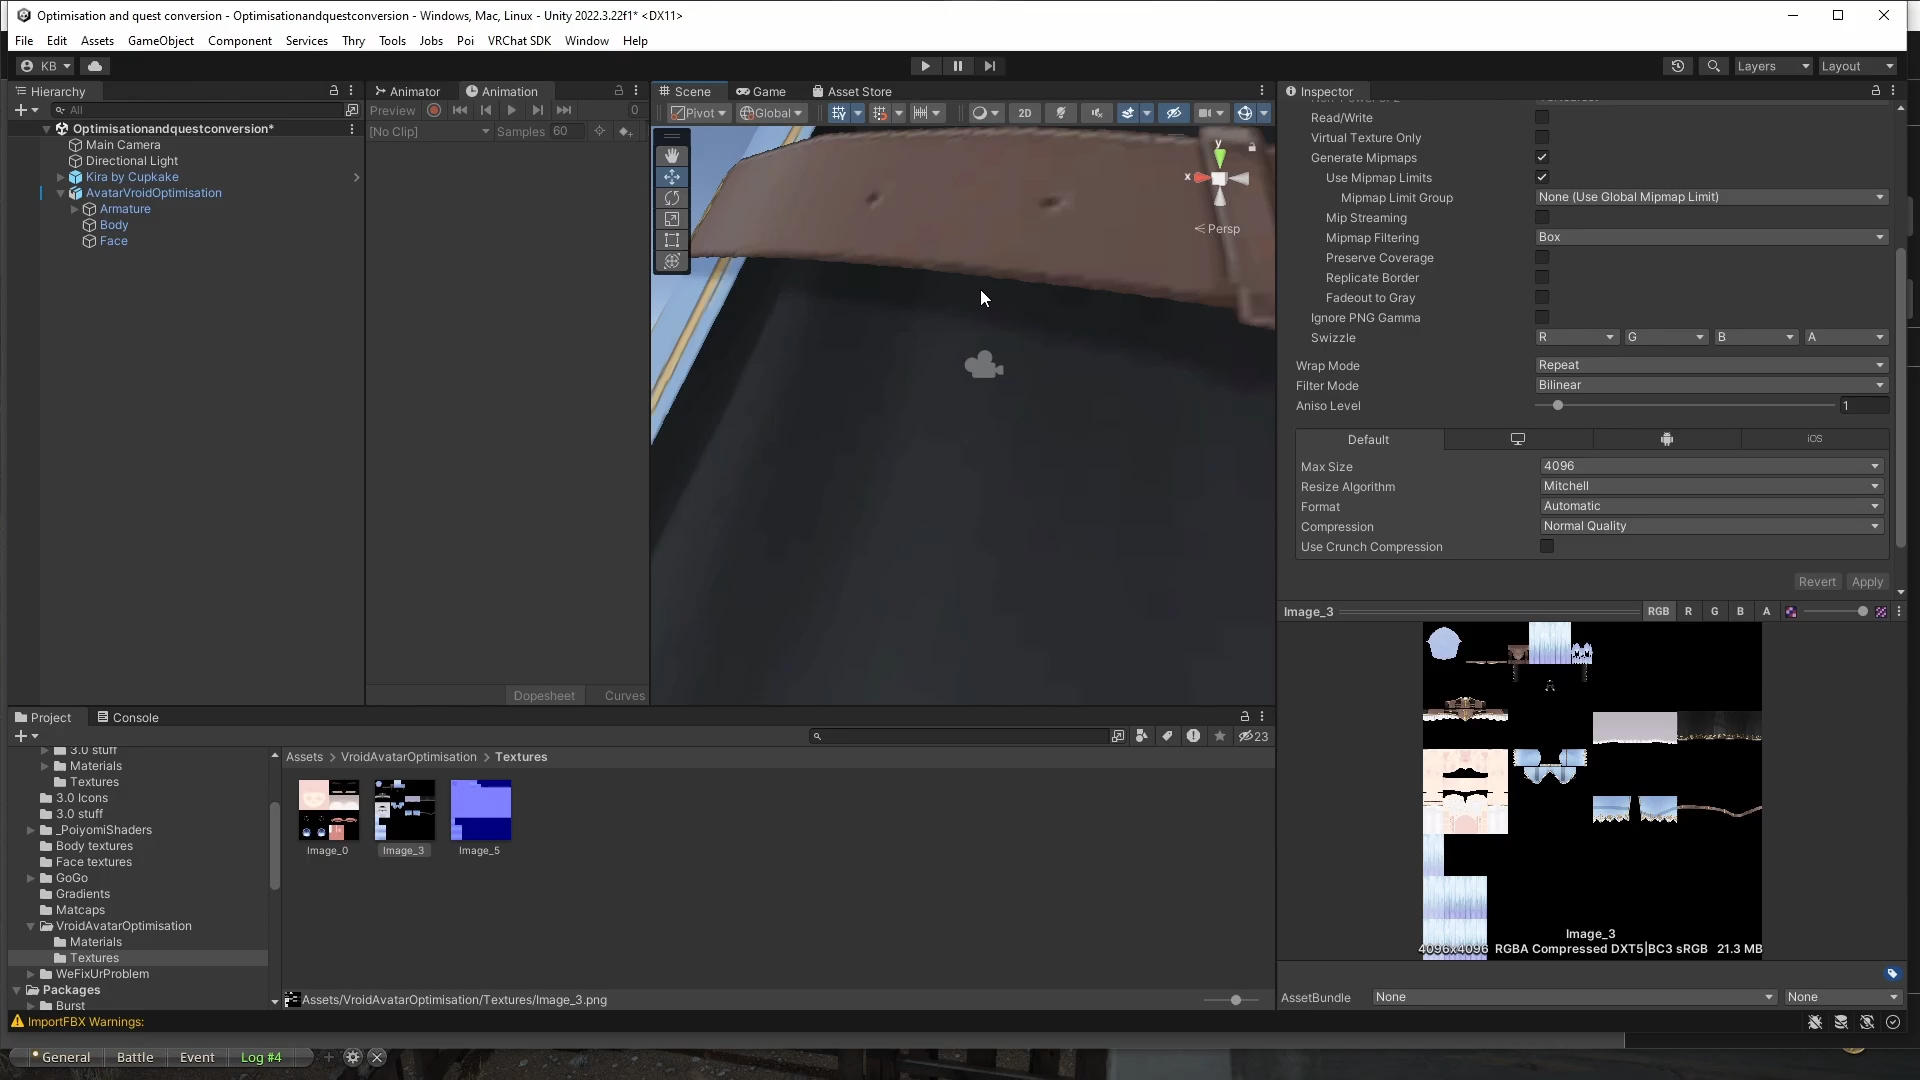 Optimisation and quest conversion - Optimisationandquestconversion - Windows, Mac, Linux - Unity 2022.3.22f1* <DX11>
File Edit Assets GameObject Component Services Thry Tools Jobs Poi VRChat SDK Window Help
KB Layers Layout
Hierarchy
All
Optimisationandquestconversion*
Main Camera
Directional Light
Kira by Cupkake
AvatarVroidOptimisation
Armature
Body
Face
Animator Animation
Preview 0
[No Clip] Samples 60
Dopesheet Curves
Scene Game Asset Store
Pivot Global 2D
y
x
Persp
Inspector
Read/Write
Virtual Texture Only
Generate Mipmaps
Use Mipmap Limits
Mipmap Limit Group None (Use Global Mipmap Limit)
Mip Streaming
Mipmap Filtering Box
Preserve Coverage
Replicate Border
Fadeout to Gray
Ignore PNG Gamma
Swizzle R G B A
Wrap Mode Repeat
Filter Mode Bilinear
Aniso Level 1
Default iOS
Max Size 4096
Resize Algorithm Mitchell
Format Automatic
Compression Normal Quality
Use Crunch Compression
Revert Apply
Image_3 RGB R G B A
Image_3
4096x4096 RGBA Compressed DXT5|BC3 sRGB 21.3 MB
AssetBundle None None
Project Console
23
3.0 stuff
Materials
Textures
3.0 Icons
3.0 stuff
_PoiyomiShaders
Body textures
Face textures
GoGo
Gradients
Matcaps
VroidAvatarOptimisation
Materials
Textures
WeFixUrProblem
Packages
Burst
Assets > VroidAvatarOptimisation > Textures
Image_0 Image_3 Image_5
Assets/VroidAvatarOptimisation/Textures/Image_3.png
ImportFBX Warnings:
General Battle Event Log #4